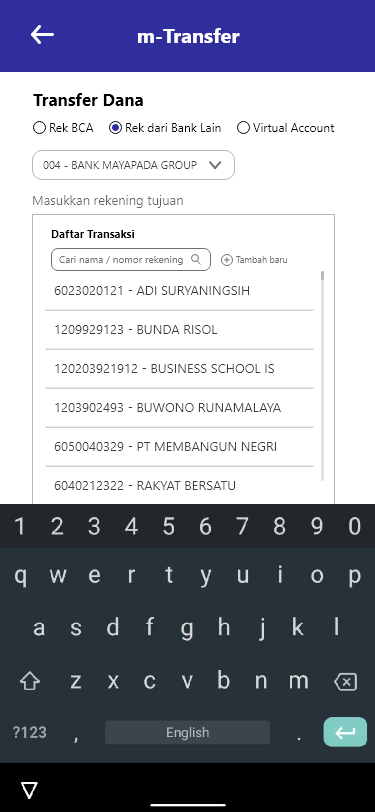 m-Transfer
Transfer Dana
Rek BCA Rek dari Bank Lain Virtual Account
004 - BANK MAYAPADA GROUP
Masukkan rekening tujuan
Daftar Transaksi
Cari nama / nomor rekening Tambah baru
6023020121 - ADI SURYANINGSIH
1209929123 - BUNDA RISOL
120203921912 - BUSINESS SCHOOL IS
1203902493 - BUWONO RUNAMALAYA
6050040329 - PT MEMBANGUN NEGRI
6040212322 - RAKYAT BERSATU
1 2 3 4 5 6 7 8 9 0
q w e r t y u i o p
a s d f g h j k l
z x c v b n m
?123 , English .